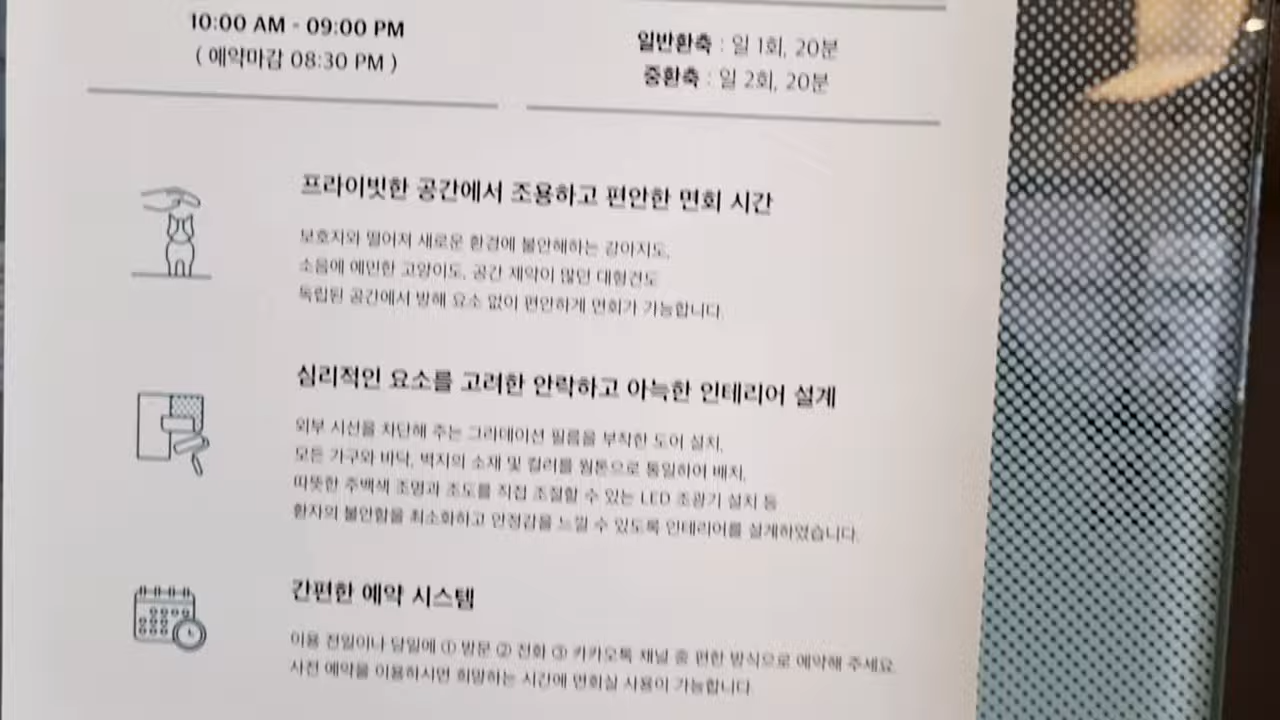 10:00 AM - 09:00 PM
( 예약마감 08:30 PM )
일반환축 : 일 1회, 20분
중환축 : 일 2회, 20분
프라이빗한 공간에서 조용하고 편안한 면회 시간
보호자와 떨어져 새로운 환경에 불안해하는 강아지도,
소음에 예민한 고양이도, 공간 제약이 많던 대형견도
독립된 공간에서 방해 요소 없이 편안하게 면회가 가능합니다.
심리적인 요소를 고려한 안락하고 아늑한 인테리어 설계
외부 시선을 차단해 주는 그라데이션 필름을 부착한 도어 설치,
모든 가구와 바닥, 벽지의 소재 및 컬러를 웜톤으로 통일하여 배치,
따뜻한 주백색 조명과 조도를 직접 조절할 수 있는 LED 조광기 설치 등
환자의 불안함을 최소화하고 안정감을 느낄 수 있도록 인테리어를 설계하였습니다.
간편한 예약 시스템
이용 전일이나 당일에 ① 방문 ② 전화 ③ 카카오톡 채널 중 편한 방식으로 예약해 주세요.
사전 예약을 이용하시면 희망하는 시간에 면회실 사용이 가능합니다.